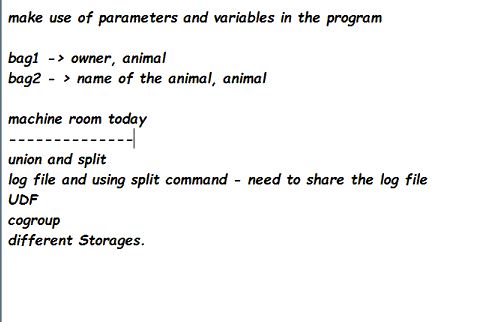 make use of parameters and variables in the program
bag1 -> owner, animal
bag2 - > name of the animal, animal
machine room today
--------------
union and split
log file and using split command - need to share the log file
UDF
cogroup
different Storages.